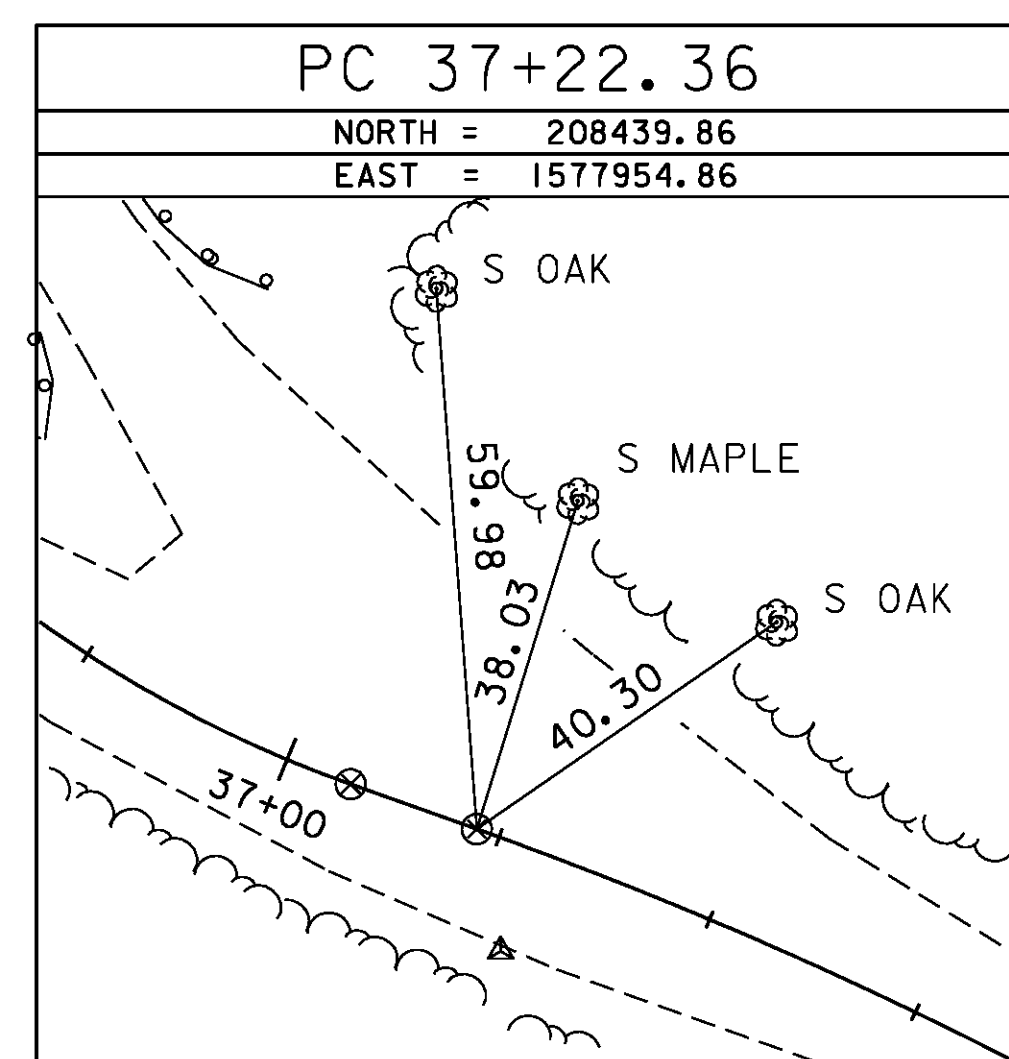 PC 37+22.36
NORTH = 208439.86
EAST = 1577954.86
S OAK
S MAPLE
59.98
38.03
S OAK
40.30
37+00